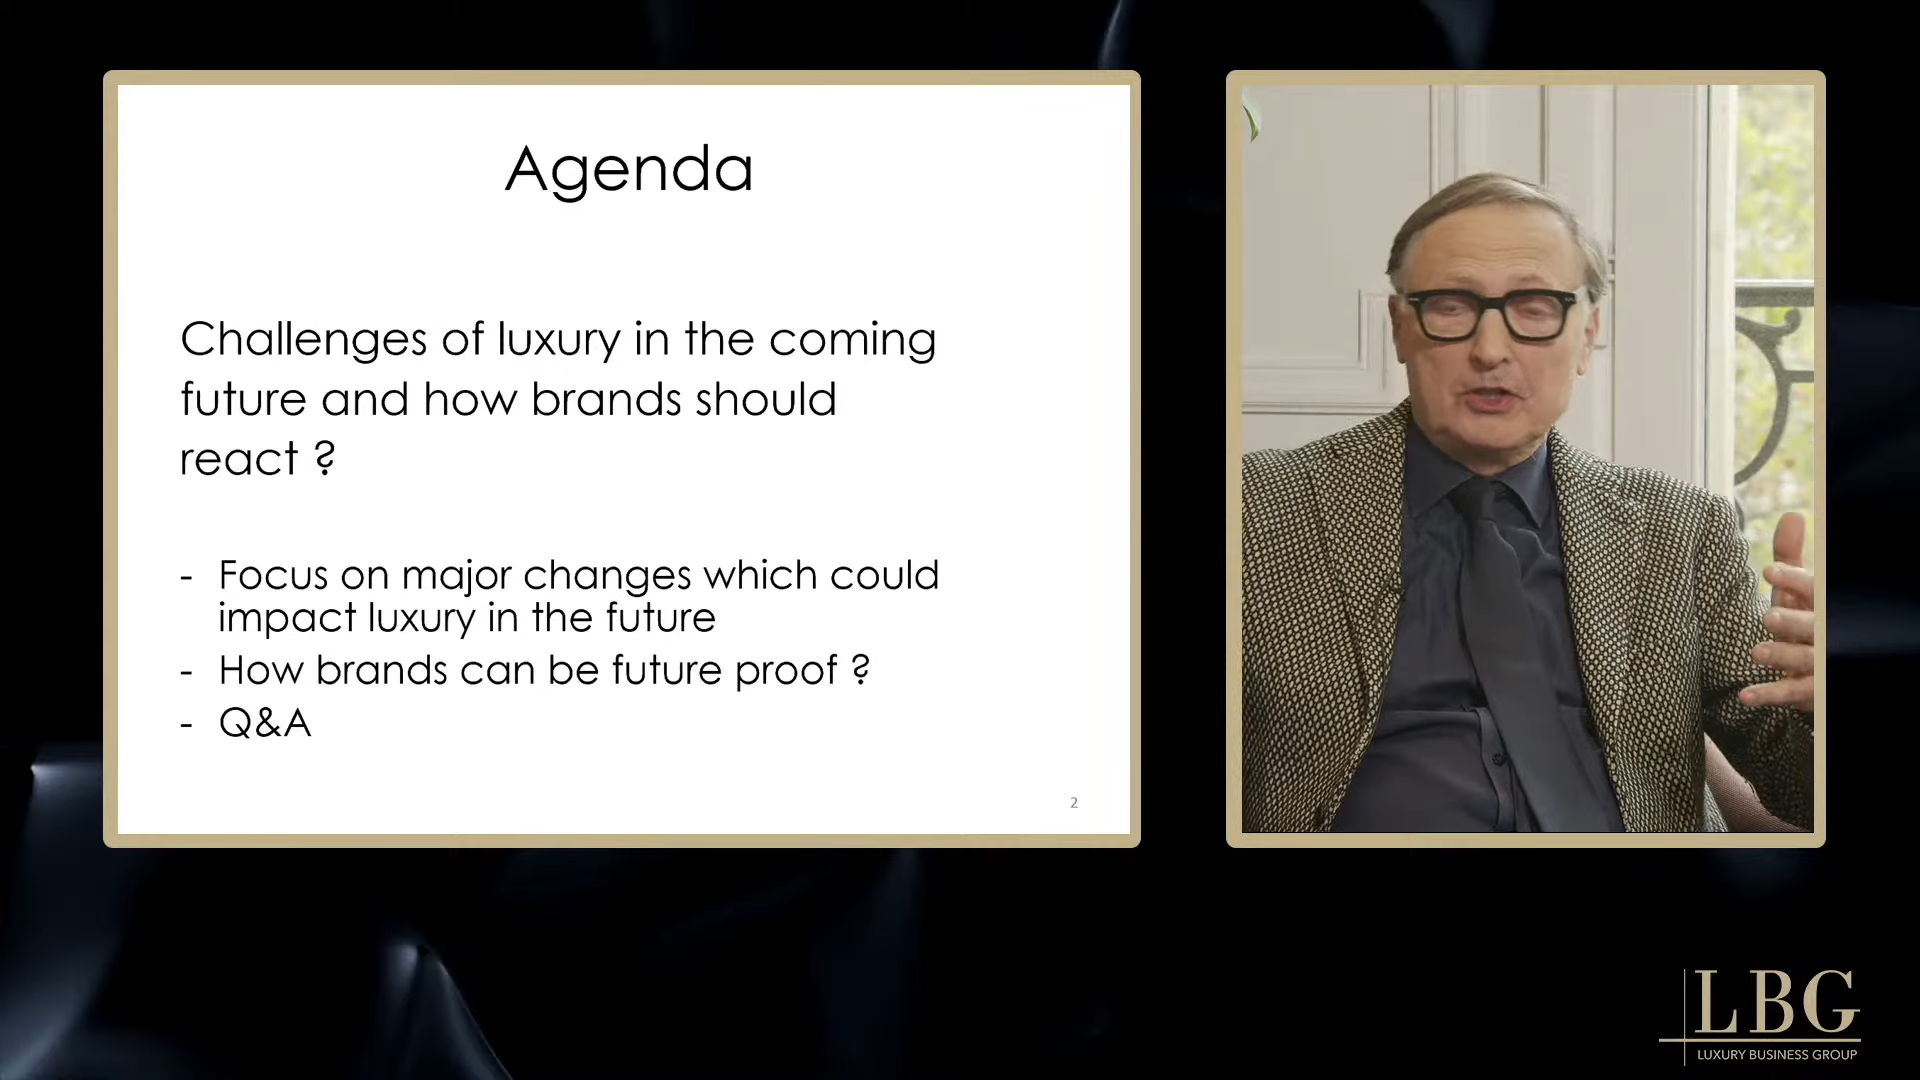 Agenda
Challenges of luxury in the coming
future and how brands should
react ?
- Focus on major changes which could
impact luxury in the future
- How brands can be future proof ?
- Q&A
2
LBG
LUXURY BUSINESS GROUP